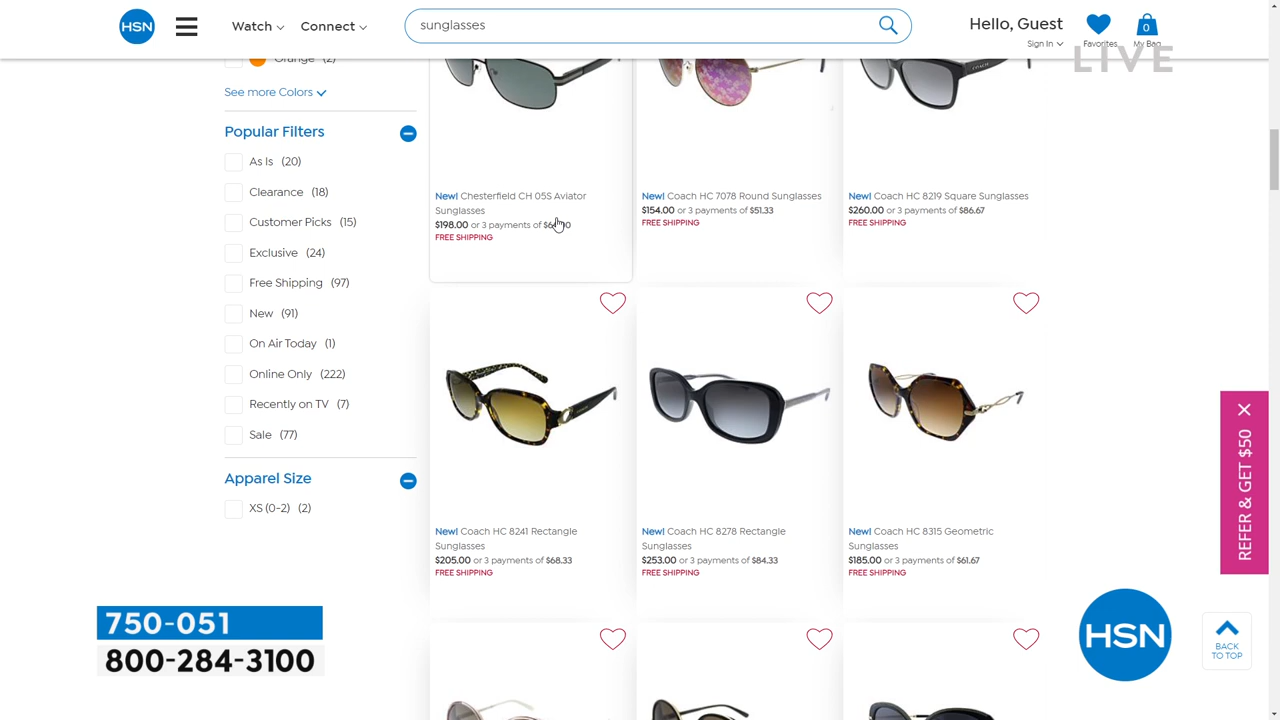 HSN
Watch
Connect
sunglasses
Hello, Guest
Sign In
Favorites
0
My Bag
LIVE
Orange (2)
See more Colors
Popular Filters
As Is (20)
Clearance (18)
Customer Picks (15)
Exclusive (24)
Free Shipping (97)
New (91)
On Air Today (1)
Online Only (222)
Recently on TV (7)
Sale (77)
Apparel Size
XS (0-2) (2)
New! Chesterfield CH 05S Aviator
Sunglasses
$198.00 or 3 payments of
FREE SHIPPING
New! Coach HC 7078 Round Sunglasses
$154.00 or 3 payments of $51.33
FREE SHIPPING
COACH
New! Coach HC 8219 Square Sunglasses
$260.00 or 3 payments of $86.67
FREE SHIPPING
New! Coach HC 8241 Rectangle
Sunglasses
$205.00 or 3 payments of $68.33
FREE SHIPPING
New! Coach HC 8278 Rectangle
Sunglasses
$253.00 or 3 payments of $84.33
FREE SHIPPING
New! Coach HC 8315 Geometric
Sunglasses
$185.00 or 3 payments of $61.67
FREE SHIPPING
REFER & GET $50
750-051
800-284-3100
HSN
BACK
TO TOP